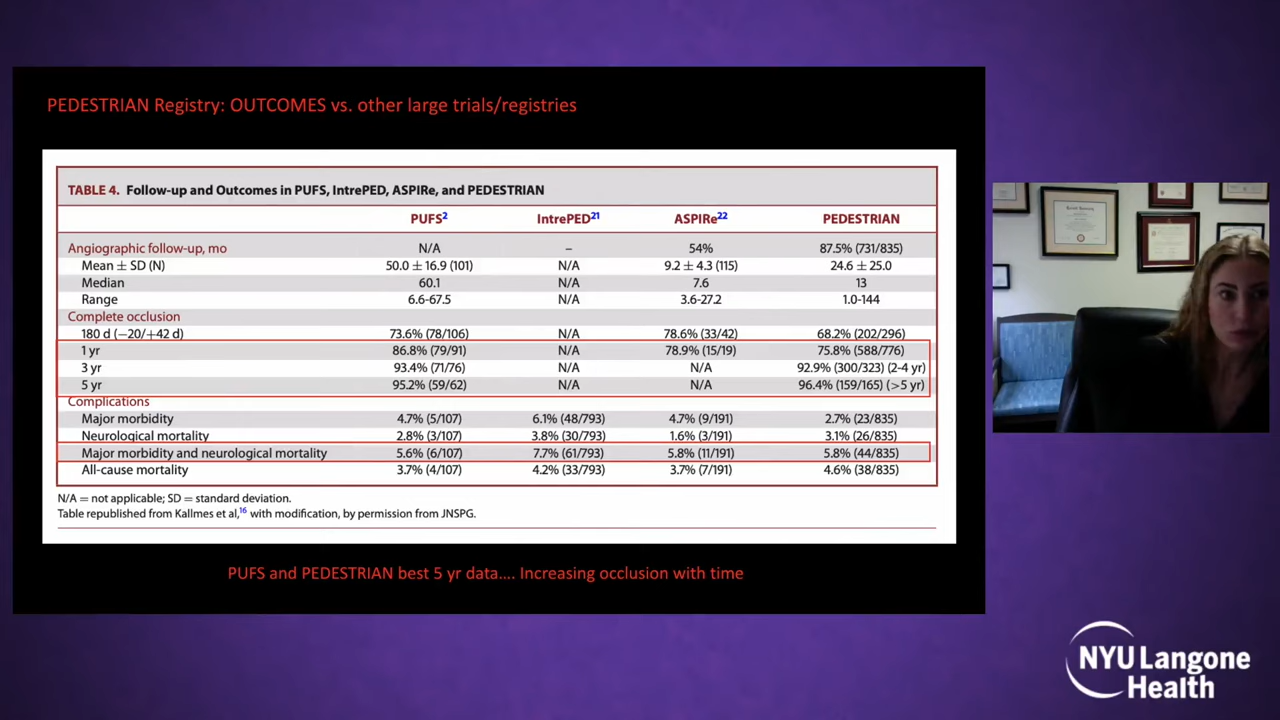 PEDESTRIAN Registry: OUTCOMES vs. other large trials/registries
TABLE 4. Follow-up and Outcomes in PUFS, IntrePED, ASPIRe, and PEDESTRIAN
PUFS2 IntrePED21 ASPIRe22 PEDESTRIAN
Angiographic follow-up, mo N/A – 54% 87.5% (731/835)
Mean ± SD (N) 50.0 ± 16.9 (101) N/A 9.2 ± 4.3 (115) 24.6 ± 25.0
Median 60.1 N/A 7.6 13
Range 6.6-67.5 N/A 3.6-27.2 1.0-144
Complete occlusion
180 d (−20/+42 d) 73.6% (78/106) N/A 78.6% (33/42) 68.2% (202/296)
1 yr 86.8% (79/91) N/A 78.9% (15/19) 75.8% (588/776)
3 yr 93.4% (71/76) N/A N/A 92.9% (300/323) (2-4 yr)
5 yr 95.2% (59/62) N/A N/A 96.4% (159/165) (>5 yr)
Complications
Major morbidity 4.7% (5/107) 6.1% (48/793) 4.7% (9/191) 2.7% (23/835)
Neurological mortality 2.8% (3/107) 3.8% (30/793) 1.6% (3/191) 3.1% (26/835)
Major morbidity and neurological mortality 5.6% (6/107) 7.7% (61/793) 5.8% (11/191) 5.8% (44/835)
All-cause mortality 3.7% (4/107) 4.2% (33/793) 3.7% (7/191) 4.6% (38/835)
N/A = not applicable; SD = standard deviation.
Table republished from Kallmes et al,16 with modification, by permission from JNSPG.
PUFS and PEDESTRIAN best 5 yr data.... Increasing occlusion with time
NYU Langone
Health